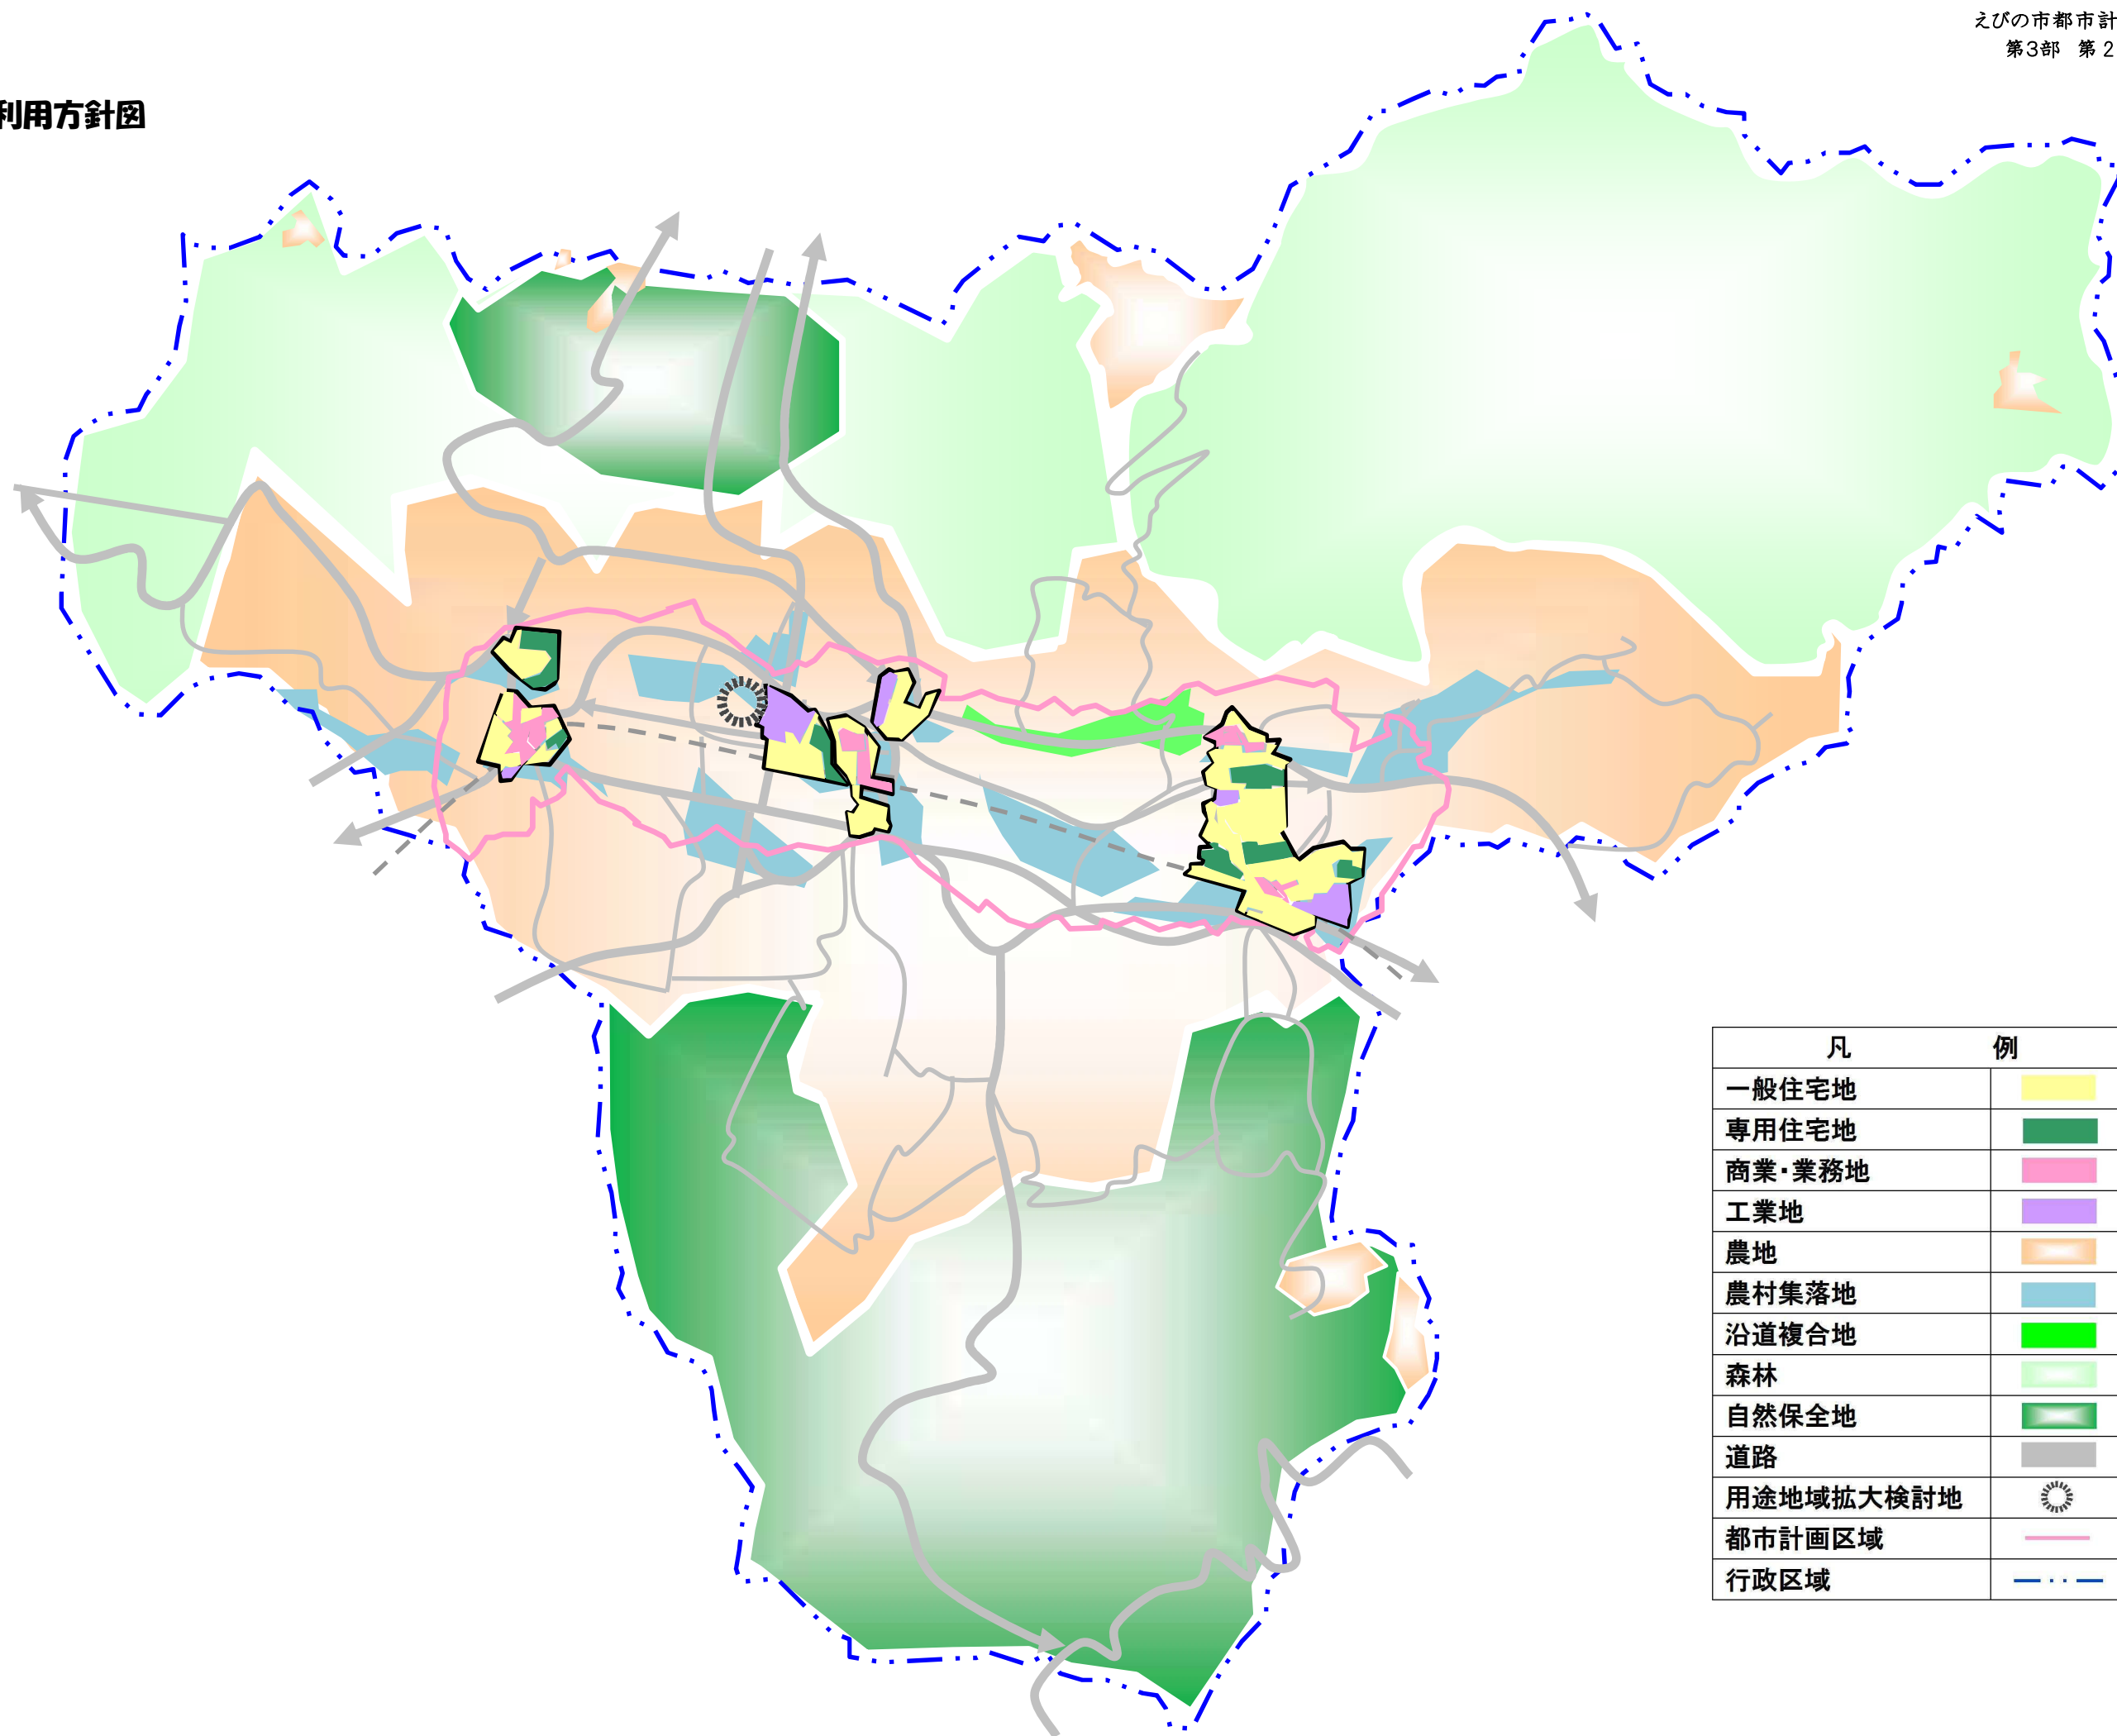 えびの市都市計
第3部 第2
利用方針図
凡 例
一般住宅地
専用住宅地
商業・業務地
工業地
農地
農村集落地
沿道複合地
森林
自然保全地
道路
用途地域拡大検討地
都市計画区域
行政区域